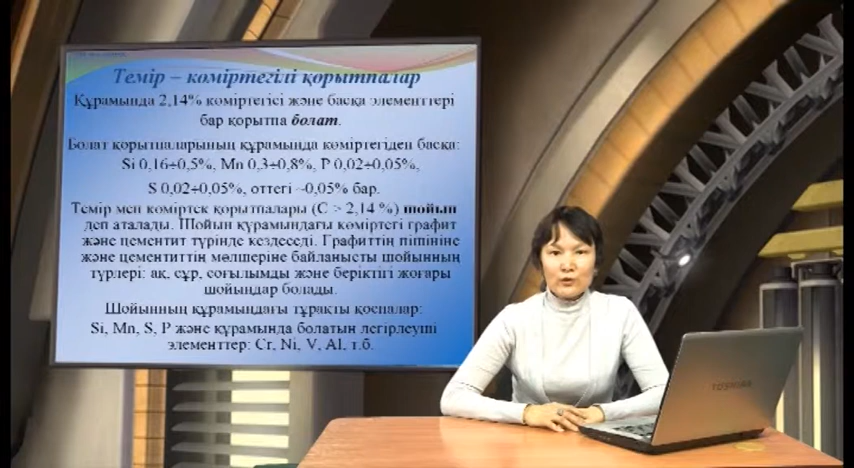 Темір – көміртегілі қорытпалар
Құрамында 2,14% көміртегісі және басқа элементтері
бар қорытпа болат.
Болат қорытпаларының құрамында көміртегіден басқа:
Si 0,16÷0,5%, Mn 0,3÷0,8%, P 0,02÷0,05%,
S 0,02÷0,05%, оттегі ~0,05% бар.
Темір мен көміртек қорытпалары (C > 2,14 %) шойын
деп аталады. Шойын құрамындағы көміртегі графит
және цементит түрінде кездеседі. Графиттің пішініне
және цементиттің мөлшеріне байланысты шойынның
түрлері: ақ, сұр, соғылымды және беріктігі жоғары
шойындар болады.
Шойынның құрамындағы тұрақты қоспалар:
Si, Mn, S, P және құрамында болатын легірлеуші
элементтер: Cr, Ni, V, Al, т.б.
TOSHIBA